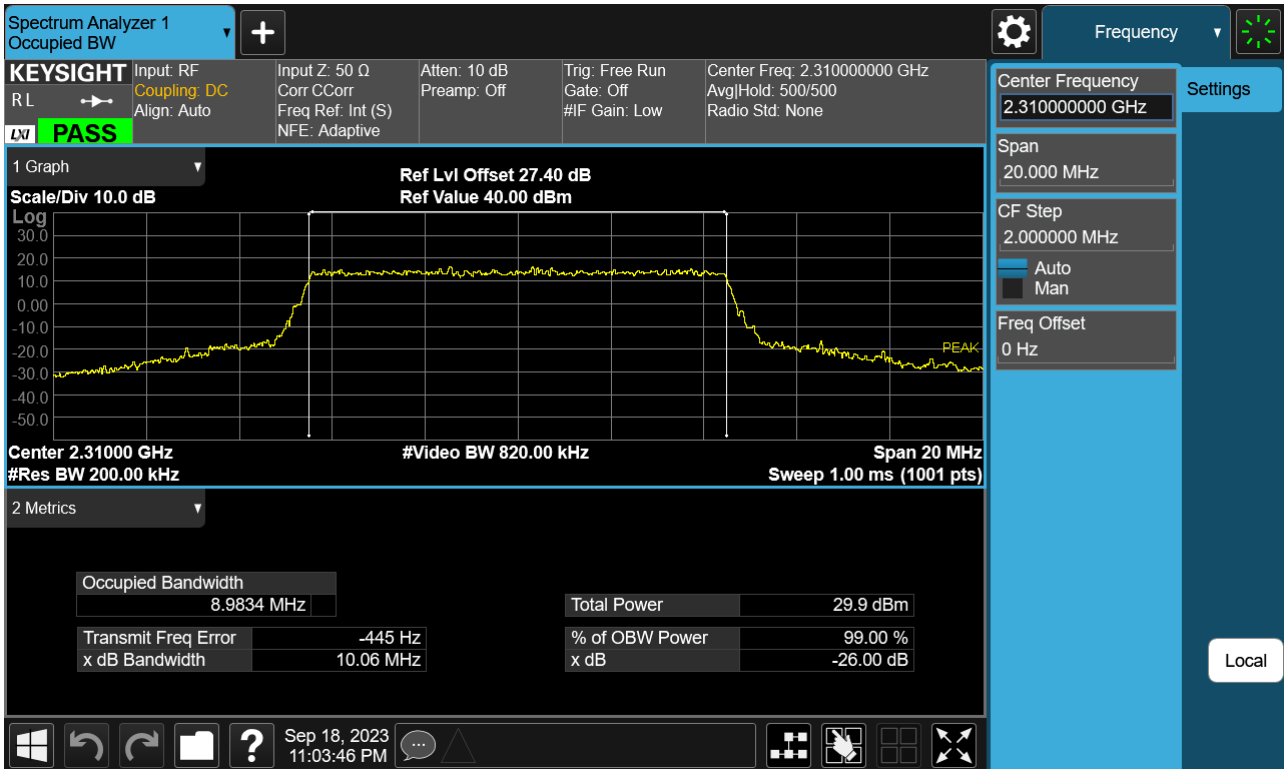 Spectrum Analyzer 1
Occupied BW
Frequency
KEYSIGHT
R L
LXI PASS
Input: RF
Coupling: DC
Align: Auto
Input Z: 50 Ω
Corr CCorr
Freq Ref: Int (S)
NFE: Adaptive
Atten: 10 dB
Preamp: Off
Trig: Free Run
Gate: Off
#IF Gain: Low
Center Freq: 2.310000000 GHz
Avg|Hold: 500/500
Radio Std: None
Center Frequency
2.310000000 GHz
Settings
Span
20.000 MHz
CF Step
2.000000 MHz
Auto
Man
Freq Offset
0 Hz
Local
1 Graph
Ref Lvl Offset 27.40 dB
Scale/Div 10.0 dB
Ref Value 40.00 dBm
Log
30.0
20.0
10.0
0.00
-10.0
-20.0
-30.0
-40.0
-50.0
PEAK
Center 2.31000 GHz
#Video BW 820.00 kHz
Span 20 MHz
#Res BW 200.00 kHz
Sweep 1.00 ms (1001 pts)
2 Metrics
Occupied Bandwidth
8.9834 MHz
Total Power 29.9 dBm
Transmit Freq Error -445 Hz
% of OBW Power 99.00 %
x dB Bandwidth 10.06 MHz
x dB -26.00 dB
Sep 18, 2023
11:03:46 PM